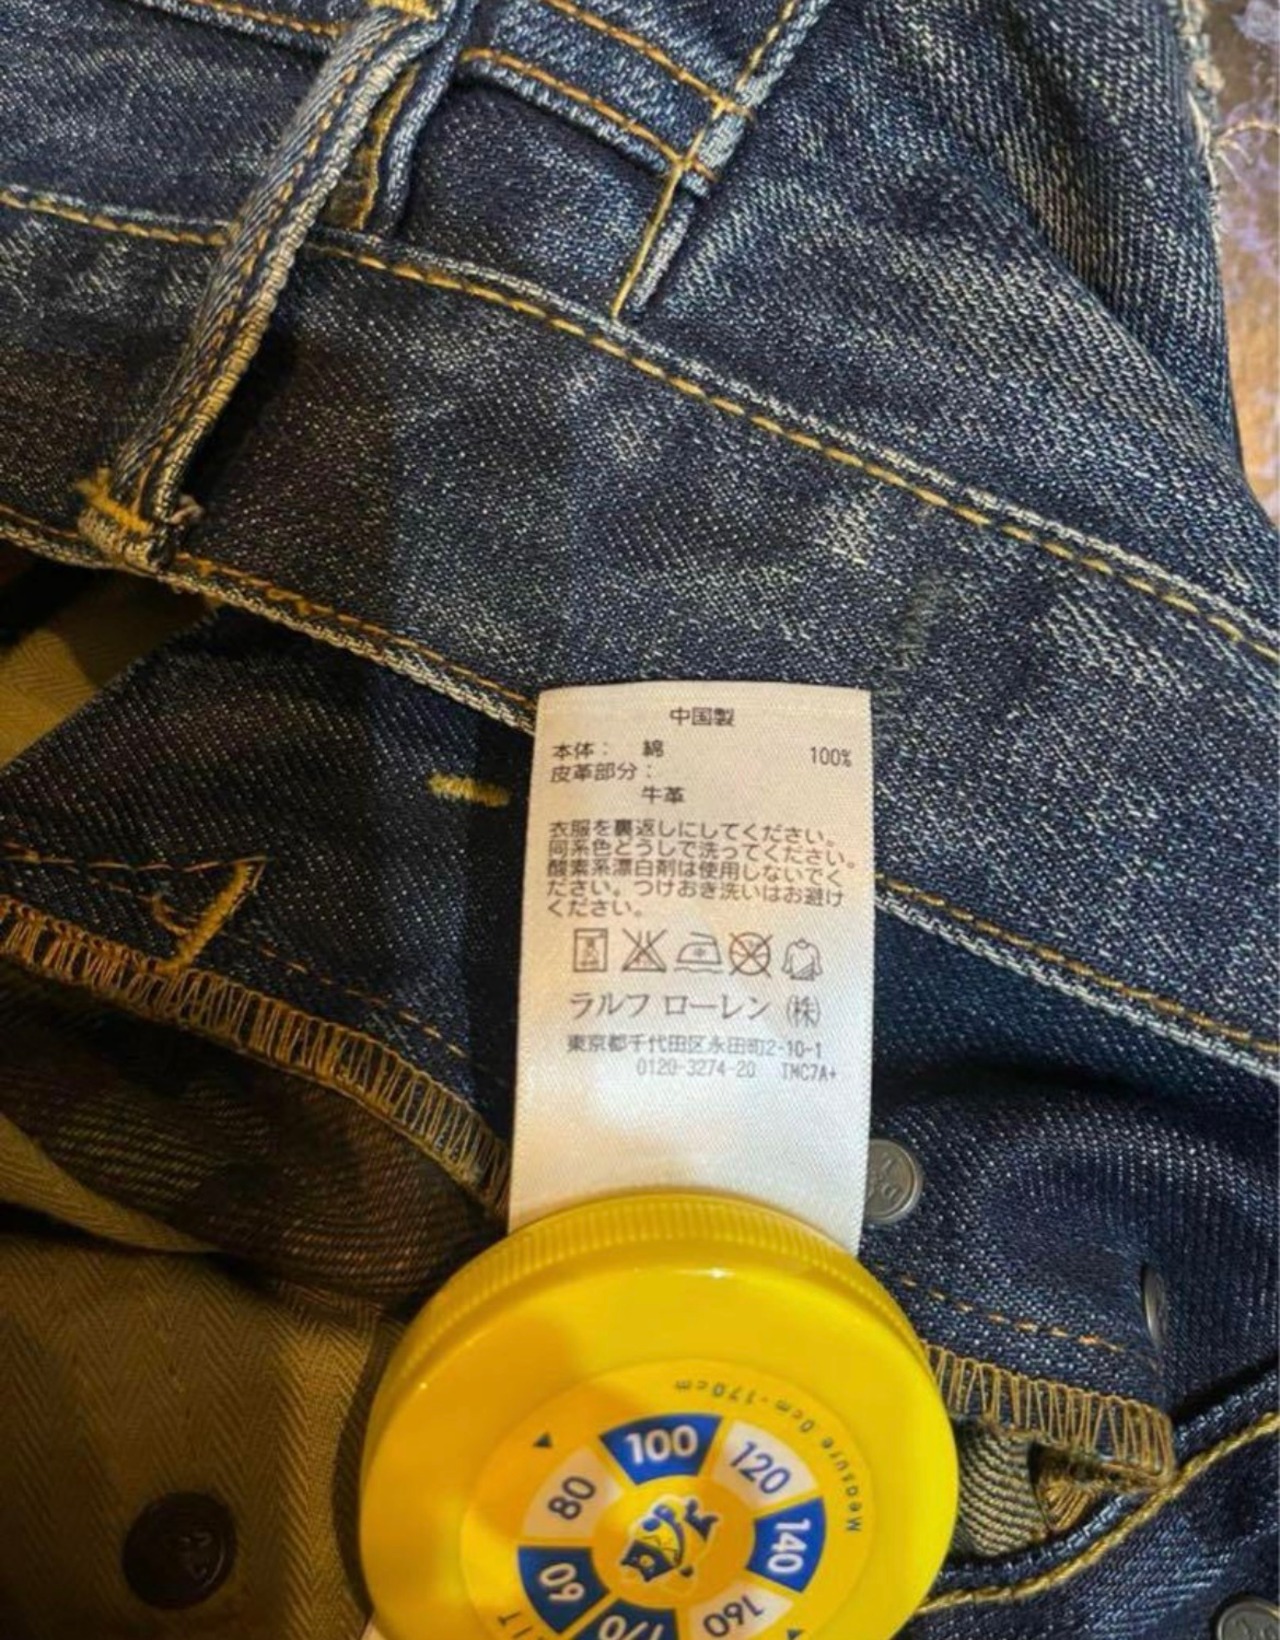 中国製
本体： 綿 100%
皮革部分：
牛革
衣服を裏返しにしてください。
同系色どうしで洗ってください。
酸素系漂白剤は使用しないでく
ださい。つけおき洗いはお避け
ください。
ラルフ ローレン (株)
東京都千代田区永田町2-10-1
0120-3274-20 TMC7A+
Measure 0cm-170cm
80
100
120
140
160
170
60